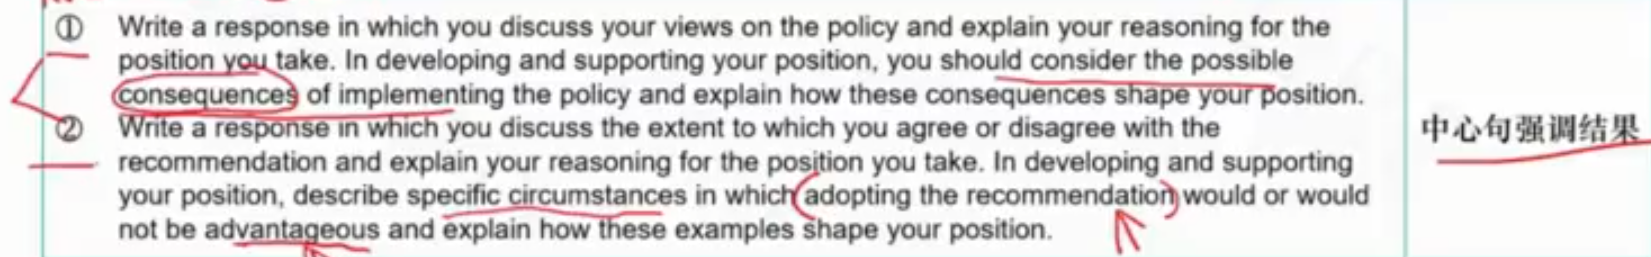 ① Write a response in which you discuss your views on the policy and explain your reasoning for the
position you take. In developing and supporting your position, you should consider the possible
consequences of implementing the policy and explain how these consequences shape your position.
② Write a response in which you discuss the extent to which you agree or disagree with the
recommendation and explain your reasoning for the position you take. In developing and supporting
your position, describe specific circumstances in which adopting the recommendation would or would
not be advantageous and explain how these examples shape your position.
中心句强调结果